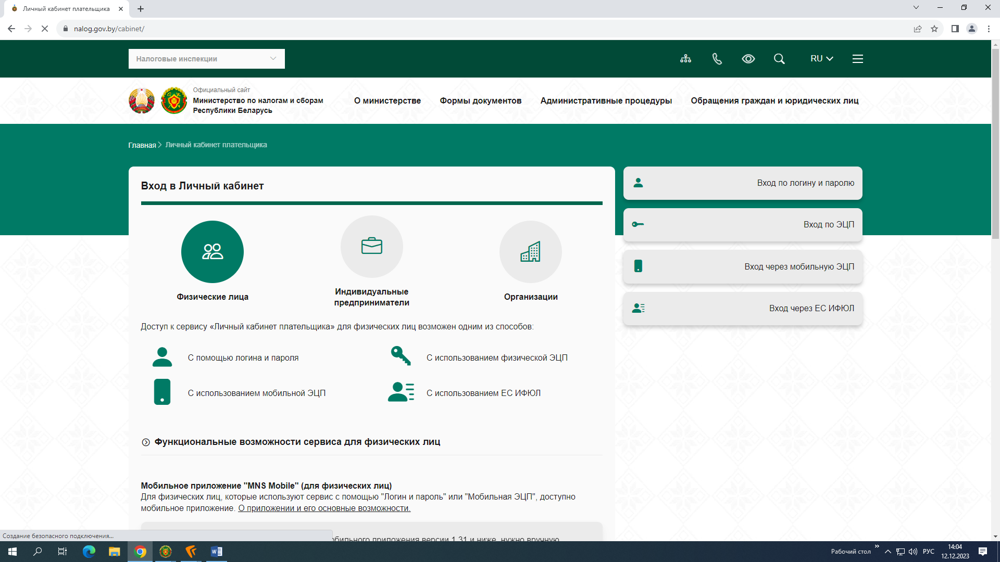 Личный кабинет плательщика
nalog.gov.by/cabinet/
Налоговые инспекции
RU
Официальный сайт
Министерство по налогам и сборам
Республики Беларусь
О министерстве
Формы документов
Административные процедуры
Обращения граждан и юридических лиц
Главная
Личный кабинет плательщика
Вход в Личный кабинет
Физические лица
Индивидуальные
предприниматели
Организации
Доступ к сервису «Личный кабинет плательщика» для физических лиц возможен одним из способов:
С помощью логина и пароля
С использованием физической ЭЦП
С использованием мобильной ЭЦП
С использованием ЕС ИФЮЛ
Функциональные возможности сервиса для физических лиц
Мобильное приложение "MNS Mobile" (для физических лиц)
Для физических лиц, которые используют сервис с помощью "Логин и пароль" или "Мобильная ЭЦП", доступно
мобильное приложение. О приложении и его основные возможности.
мобильного приложения версии 1.31 и ниже, нужно вручную
Вход по логину и паролю
Вход по ЭЦП
Вход через мобильную ЭЦП
Вход через ЕС ИФЮЛ
Создание безопасного подключения...
Рабочий стол
РУС
14:04
12.12.2023